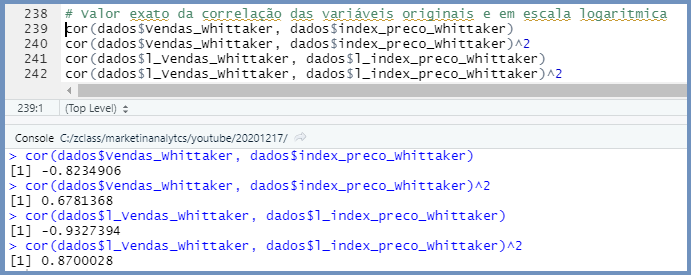 238 # Valor exato da correlação das variáveis originais e em escala logaritmica
239 cor(dados$Vendas_Whittaker, dados$index_preco_Whittaker)
240 cor(dados$Vendas_Whittaker, dados$index_preco_Whittaker)^2
241 cor(dados$l_Vendas_Whittaker, dados$l_index_preco_Whittaker)
242 cor(dados$l_Vendas_Whittaker, dados$l_index_preco_Whittaker)^2
239:1 (Top Level)
Console C:/zclass/marketinanalytcs/youtube/20201217/
> cor(dados$Vendas_Whittaker, dados$index_preco_Whittaker)
[1] -0.8234906
> cor(dados$Vendas_Whittaker, dados$index_preco_Whittaker)^2
[1] 0.6781368
> cor(dados$l_Vendas_Whittaker, dados$l_index_preco_Whittaker)
[1] -0.9327394
> cor(dados$l_Vendas_Whittaker, dados$l_index_preco_Whittaker)^2
[1] 0.8700028